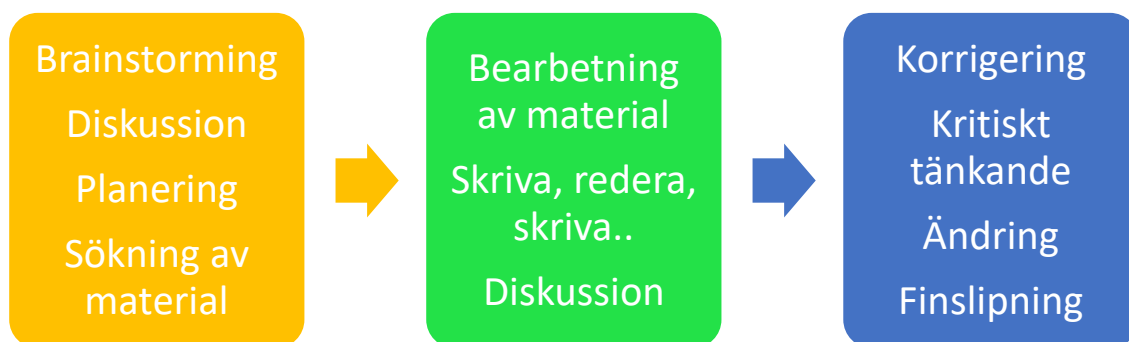 Brainstorming
Diskussion
Planering
Sökning av
material
Bearbetning
av material
Skriva, redera,
skriva..
Diskussion
Korrigering
Kritiskt
tänkande
Ändring
Finslipning